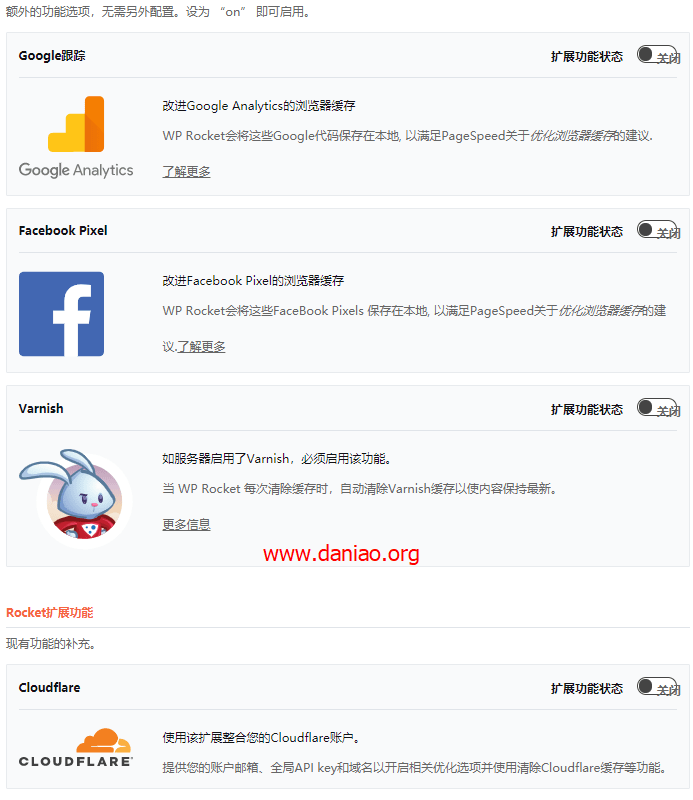 额外的功能选项，无需另外配置。设为 “on” 即可启用。
Google跟踪 扩展功能状态 关闭
改进Google Analytics的浏览器缓存
WP Rocket会将这些Google代码保存在本地, 以满足PageSpeed关于优化浏览器缓存的建议.
Google Analytics
了解更多
Facebook Pixel 扩展功能状态 关闭
改进Facebook Pixel的浏览器缓存
WP Rocket会将这些FaceBook Pixels 保存在本地, 以满足PageSpeed关于优化浏览器缓存的建
议.了解更多
Varnish 扩展功能状态 关闭
如服务器启用了Varnish，必须启用该功能。
当 WP Rocket 每次清除缓存时，自动清除Varnish缓存以使内容保持最新。
更多信息
www.daniao.org
Rocket扩展功能
现有功能的补充。
Cloudflare 扩展功能状态 关闭
使用该扩展整合您的Cloudflare账户。
CLOUDFLARE
提供您的账户邮箱、全局API key和域名以开启相关优化选项并使用清除Cloudflare缓存等功能。